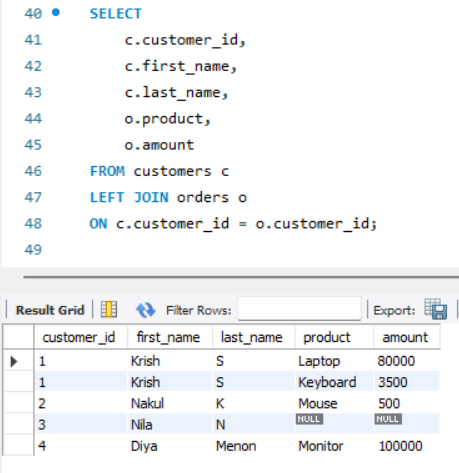 40 SELECT
41 c.customer_id,
42 c.first_name,
43 c.last_name,
44 o.product,
45 o.amount
46 FROM customers c
47 LEFT JOIN orders o
48 ON c.customer_id = o.customer_id;
49
Result Grid Filter Rows: Export:
customer_id first_name last_name product amount
1 Krish S Laptop 80000
1 Krish S Keyboard 3500
2 Nakul K Mouse 500
3 Nila N NULL NULL
4 Diya Menon Monitor 100000